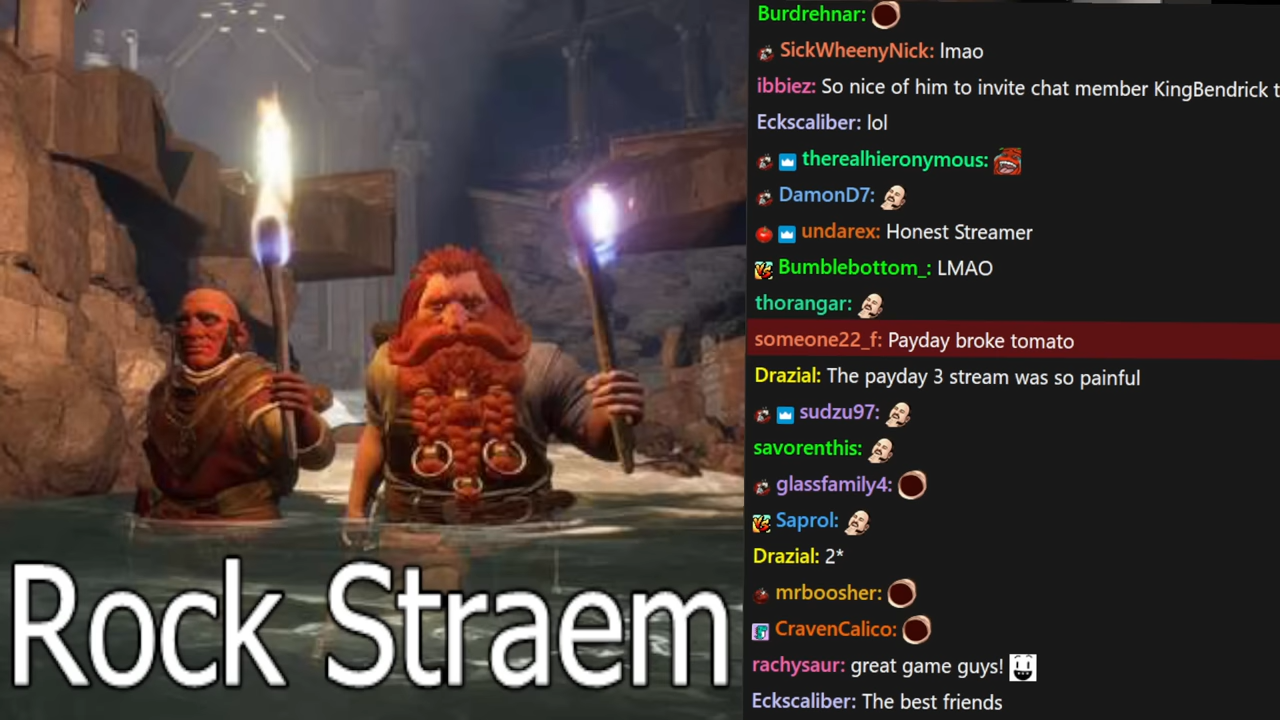 Rock Straem
Burdrehnar:
SickWheenyNick: lmao
ibbiez: So nice of him to invite chat member KingBendrick t
Eckscaliber: lol
therealhieronymous:
DamonD7:
undarex: Honest Streamer
Bumblebottom_: LMAO
thorangar:
someone22_f: Payday broke tomato
Drazial: The payday 3 stream was so painful
sudzu97:
savorenthis:
glassfamily4:
Saprol:
Drazial: 2*
mrboosher:
CravenCalico:
rachysaur: great game guys!
Eckscaliber: The best friends